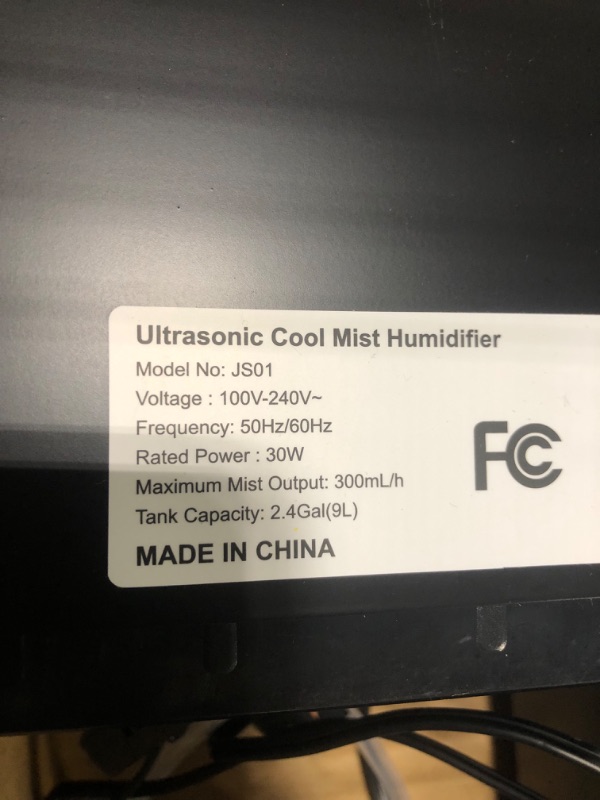 Ultrasonic Cool Mist Humidifier
Model No: JS01
Voltage : 100V-240V~
Frequency: 50Hz/60Hz
Rated Power : 30W
Maximum Mist Output: 300mL/h
Tank Capacity: 2.4Gal(9L)
MADE IN CHINA
FC